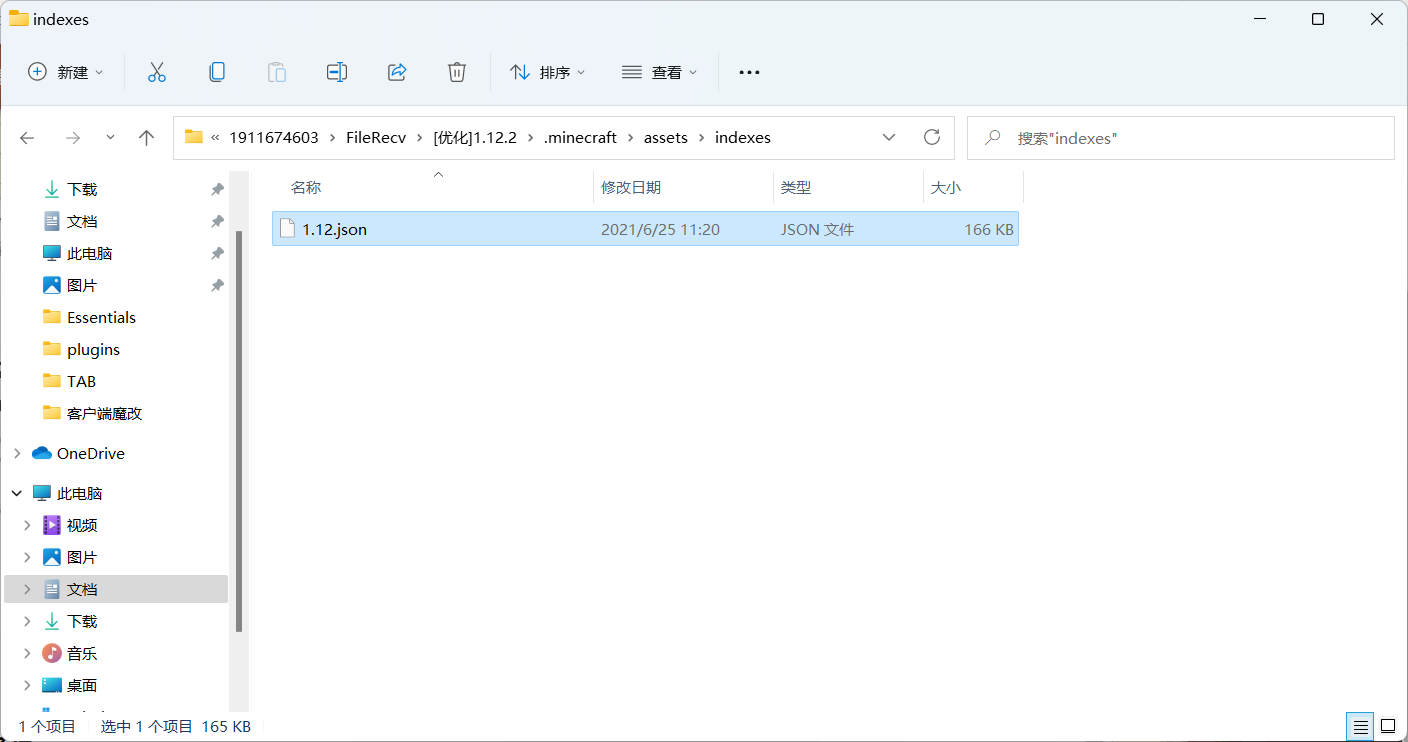 indexes
新建
排序
查看
« 1911674603 › FileRecv › [优化]1.12.2 › .minecraft › assets › indexes
搜索"indexes"
名称 修改日期 类型 大小
1.12.json 2021/6/25 11:20 JSON 文件 166 KB
下载
文档
此电脑
图片
Essentials
plugins
TAB
客户端魔改
OneDrive
此电脑
视频
图片
文档
下载
音乐
桌面
1 个项目 选中 1 个项目 165 KB